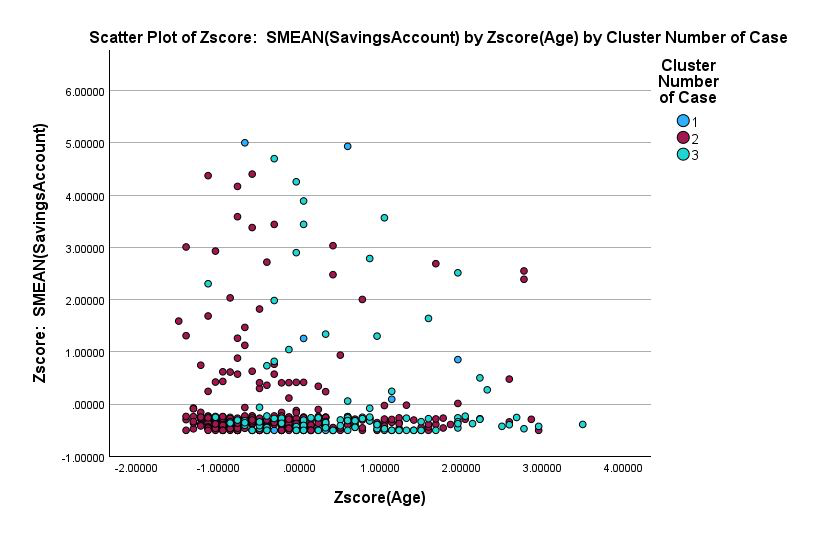 Scatter Plot of Zscore:  SMEAN(SavingsAccount) by Zscore(Age) by Cluster Number of Case
Cluster
Number
of Case
1
2
3
Zscore:  SMEAN(SavingsAccount)
6.00000
5.00000
4.00000
3.00000
2.00000
1.00000
.00000
-1.00000
-2.00000 -1.00000 .00000 1.00000 2.00000 3.00000 4.00000
Zscore(Age)